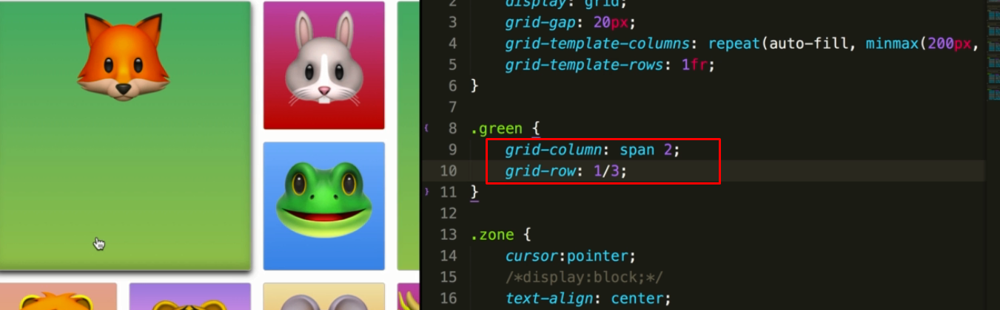 2 display: grid;
3 grid-gap: 20px;
4 grid-template-columns: repeat(auto-fill, minmax(200px,
5 grid-template-rows: 1fr;
6 }
7
{ 8 .green {
9 grid-column: span 2;
10 grid-row: 1/3;
} 11 }
12
13 .zone {
14 cursor:pointer;
15 /*display:block;*/
16 text-align: center;